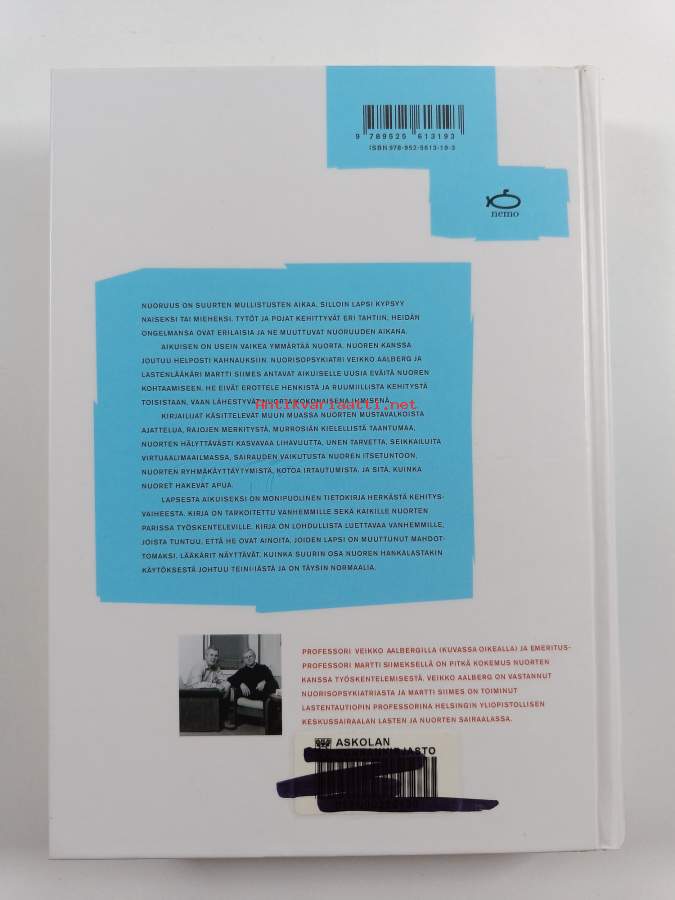 9 789525 613193
ISBN 978-952-5613-19-3
nemo
NUORUUS ON SUURTEN MULLISTUSTEN AIKAA. SILLOIN LAPSI KYPSYY
NAISEKSI TAI MIEHEKSI. TYTÖT JA POJAT KEHITTYVÄT ERI TAHTIIN, HEIDÄN
ONGELMANSA OVAT ERILAISIA JA NE MUUTTUVAT NUORUUDEN AIKANA.
AIKUISEN ON USEIN VAIKEA YMMÄRTÄÄ NUORTA. NUOREN KANSSA
JOUTUU HELPOSTI KAHNAUKSIIN. NUORISOPSYKIATRI VEIKKO AALBERG JA
LASTENLÄÄKÄRI MARTTI SIIMES ANTAVAT AIKUISELLE UUSIA EVÄITÄ NUOREN
KOHTAAMISEEN. HE EIVÄT EROTTELE HENKISTÄ JA RUUMIILLISTA KEHITYSTÄ
TOISISTAAN, VAAN LÄHESTYVÄT NUORTA KOKONAISENA IHMISENÄ.
Antikvariaatti.net
KIRJAILIJAT KÄSITTELEVÄT MUUN MUASSA NUORTEN MUSTAVALKOISTA
AJATTELUA, RAJOJEN MERKITYSTÄ, MURROSIÄN KIELELLISTÄ TAANTUMAA,
NUORTEN HÄLYTTÄVÄSTI KASVAVAA LIHAVUUTTA, UNEN TARVETTA, SEIKKAILUITA
VIRTUAALIMAAILMASSA, SAIRAUDEN VAIKUTUSTA NUOREN ITSETUNTOON,
NUORTEN RYHMÄKÄYTTÄYTYMISTÄ, KOTOA IRTAUTUMISTA, JA SITÄ, KUINKA
NUORET HAKEVAT APUA.
LAPSESTA AIKUISEKSI ON MONIPUOLINEN TIETOKIRJA HERKÄSTÄ KEHITYS-
VAIHEESTA. KIRJA ON TARKOITETTU VANHEMMILLE SEKÄ KAIKILLE NUORTEN
PARISSA TYÖSKENTELEVILLE. KIRJA ON LOHDULLISTA LUETTAVAA VANHEMMILLE,
JOISTA TUNTUU, ETTÄ HE OVAT AINOITA, JOIDEN LAPSI ON MUUTTUNUT MAHDOT-
TOMAKSI. LÄÄKÄRIT NÄYTTÄVÄT, KUINKA SUURIN OSA NUOREN HANKALASTAKIN
KÄYTÖKSESTÄ JOHTUU TEINI-IÄSTÄ JA ON TÄYSIN NORMAALIA.
PROFESSORI VEIKKO AALBERGILLA (KUVASSA OIKEALLA) JA EMERITUS-
PROFESSORI MARTTI SIIMEKSELLÄ ON PITKÄ KOKEMUS NUORTEN
KANSSA TYÖSKENTELEMISESTÄ. VEIKKO AALBERG ON VASTANNUT
NUORISOPSYKIATRIASTA JA MARTTI SIIMES ON TOIMINUT
LASTENTAUTIOPIN PROFESSORINA HELSINGIN YLIOPISTOLLISEN
KESKUSSAIRAALAN LASTEN JA NUORTEN SAIRAALASSA.
ASKOLAN